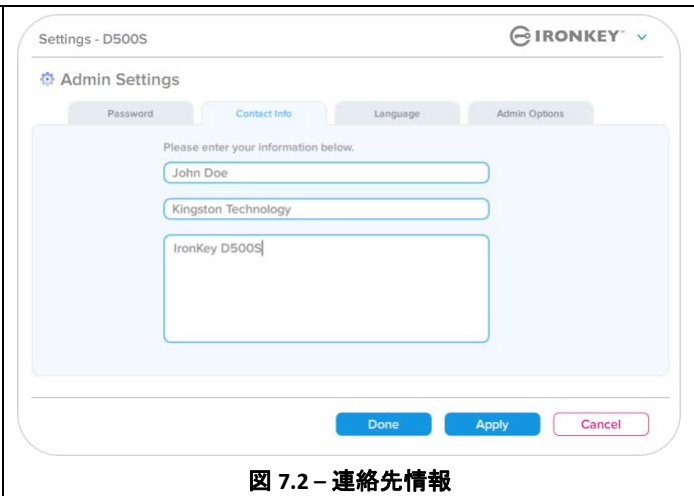 Settings - D500S
IRONKEY™
Admin Settings
Password
Contact Info
Language
Admin Options
Please enter your information below.
John Doe
Kingston Technology
IronKey D500S
Done
Apply
Cancel
図 7.2 – 連絡先情報